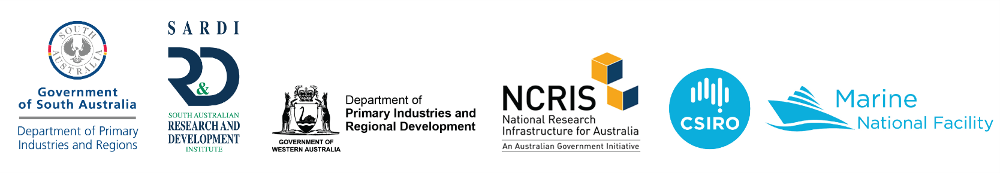 SOUTH
AUSTRALIA
Government
of South Australia
Department of Primary
Industries and Regions
SARDI
R&D
SOUTH AUSTRALIAN
RESEARCH AND
DEVELOPMENT
INSTITUTE
GOVERNMENT OF
WESTERN AUSTRALIA
Department of
Primary Industries and
Regional Development
NCRIS
National Research
Infrastructure for Australia
An Australian Government Initiative
CSIRO
Marine
National Facility